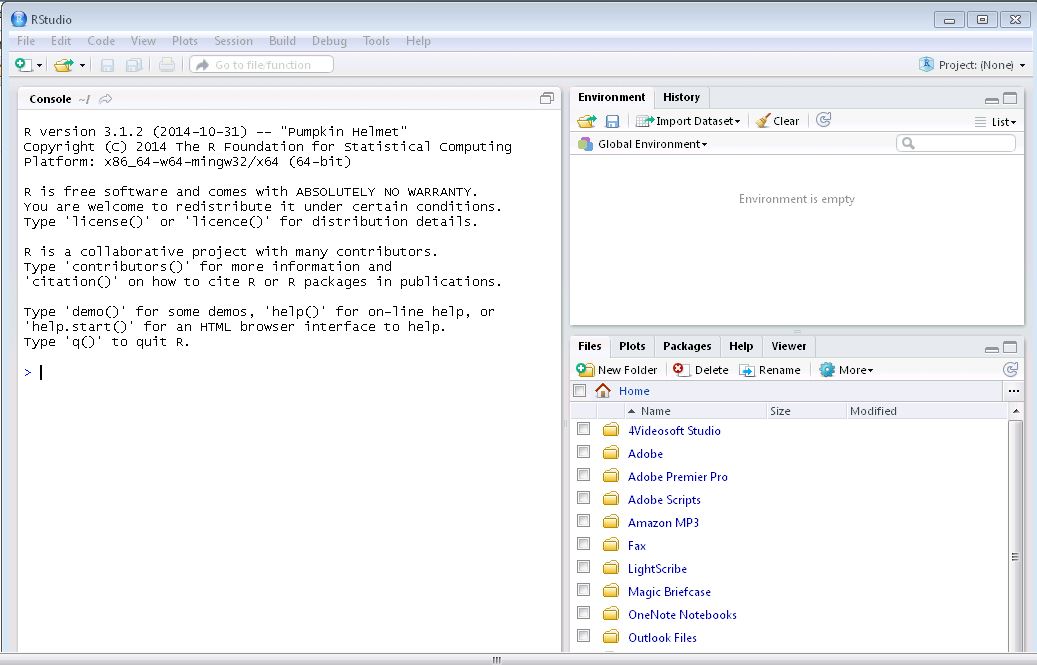 RStudio
File Edit Code View Plots Session Build Debug Tools Help
Go to file/function
Project: (None)
Console ~/
R version 3.1.2 (2014-10-31) -- "Pumpkin Helmet"
Copyright (C) 2014 The R Foundation for Statistical Computing
Platform: x86_64-w64-mingw32/x64 (64-bit)
R is free software and comes with ABSOLUTELY NO WARRANTY.
You are welcome to redistribute it under certain conditions.
Type 'license()' or 'licence()' for distribution details.
R is a collaborative project with many contributors.
Type 'contributors()' for more information and
'citation()' on how to cite R or R packages in publications.
Type 'demo()' for some demos, 'help()' for on-line help, or
'help.start()' for an HTML browser interface to help.
Type 'q()' to quit R.
>
Environment History
Import Dataset Clear List
Global Environment
Environment is empty
Files Plots Packages Help Viewer
New Folder Delete Rename More
Home ...
Name Size Modified
4Videosoft Studio
Adobe
Adobe Premier Pro
Adobe Scripts
Amazon MP3
Fax
LightScribe
Magic Briefcase
OneNote Notebooks
Outlook Files